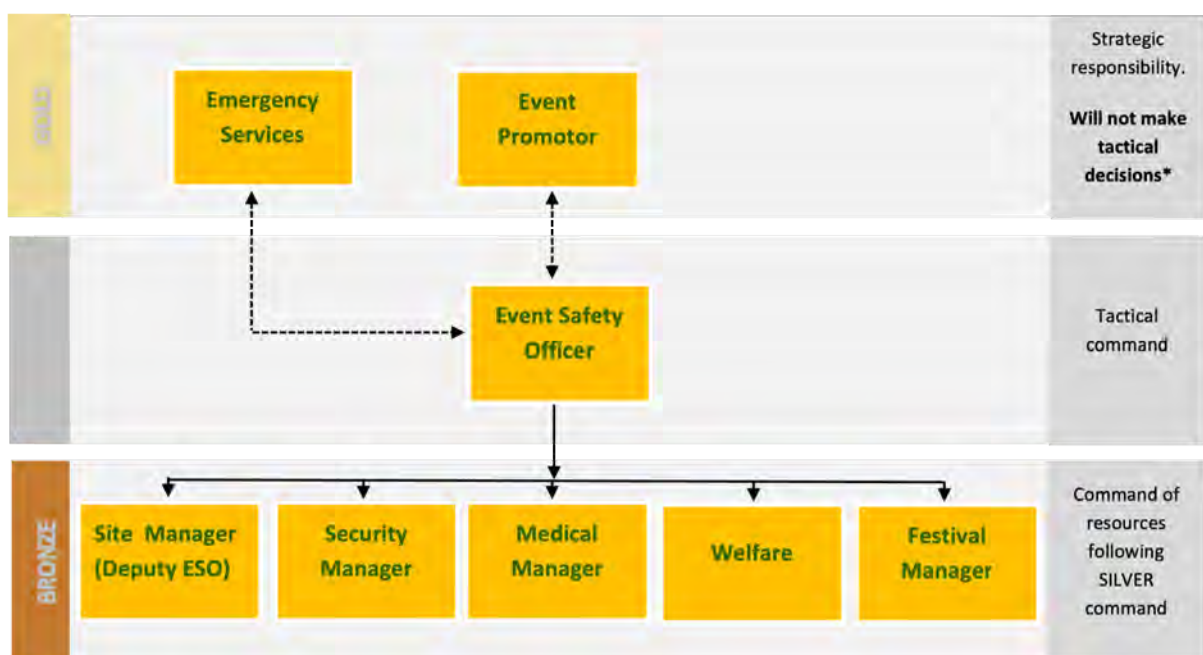 GOLD
Emergency
Services
Event
Promotor
Strategic
responsibility.
Will not make
tactical
decisions*
Event Safety
Officer
Tactical
command
BRONZE
Site Manager
(Deputy ESO)
Security
Manager
Medical
Manager
Welfare
Festival
Manager
Command of
resources
following
SILVER
command